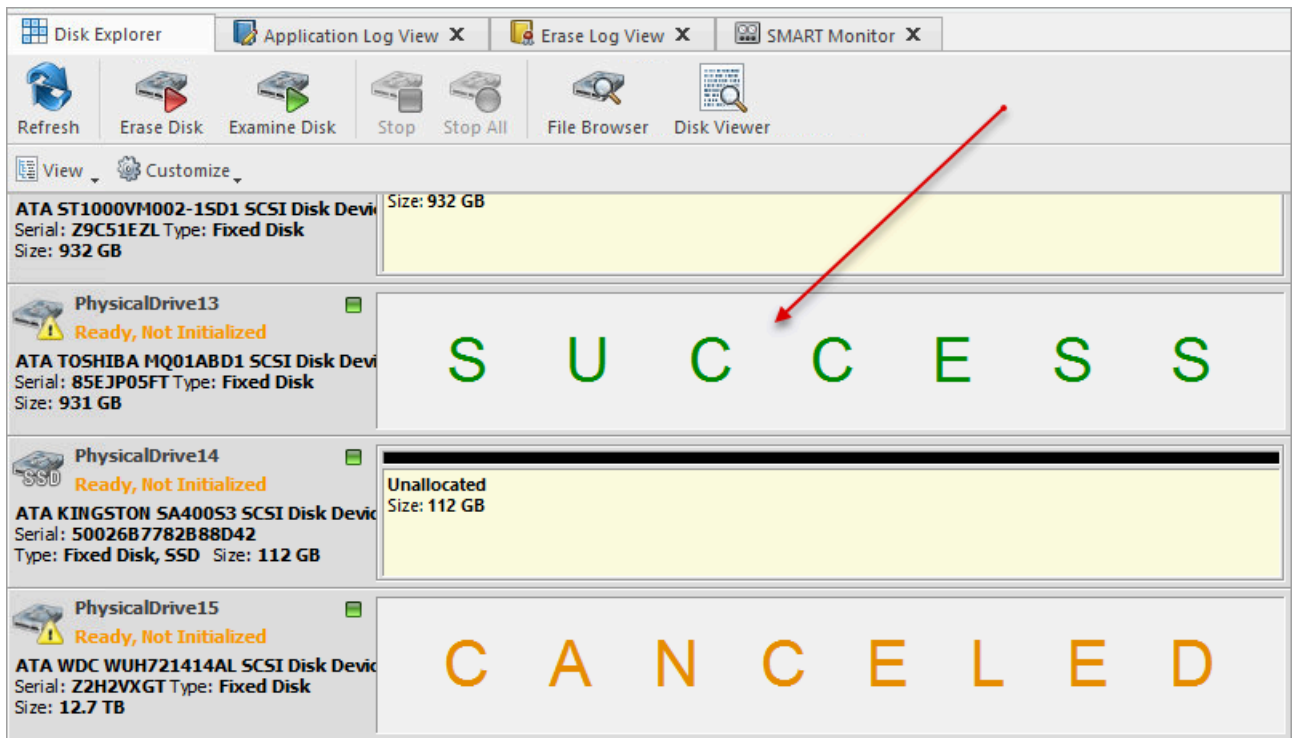 Disk Explorer Application Log View X Erase Log View X SMART Monitor X
Refresh Erase Disk Examine Disk Stop Stop All File Browser Disk Viewer
View Customize
ATA ST1000VM002-1SD1 SCSI Disk Devi
Serial: Z9C51EZL Type: Fixed Disk
Size: 932 GB
Size: 932 GB
PhysicalDrive13
Ready, Not Initialized
ATA TOSHIBA MQ01ABD1 SCSI Disk Devi
Serial: 85EJP05FT Type: Fixed Disk
Size: 931 GB
S U C C E S S
PhysicalDrive14
SSD
Ready, Not Initialized
ATA KINGSTON SA400S3 SCSI Disk Devic
Serial: 50026B7782B88D42
Type: Fixed Disk, SSD Size: 112 GB
Unallocated
Size: 112 GB
PhysicalDrive15
Ready, Not Initialized
ATA WDC WUH721414AL SCSI Disk Devic
Serial: Z2H2VXGT Type: Fixed Disk
Size: 12.7 TB
C A N C E L E D